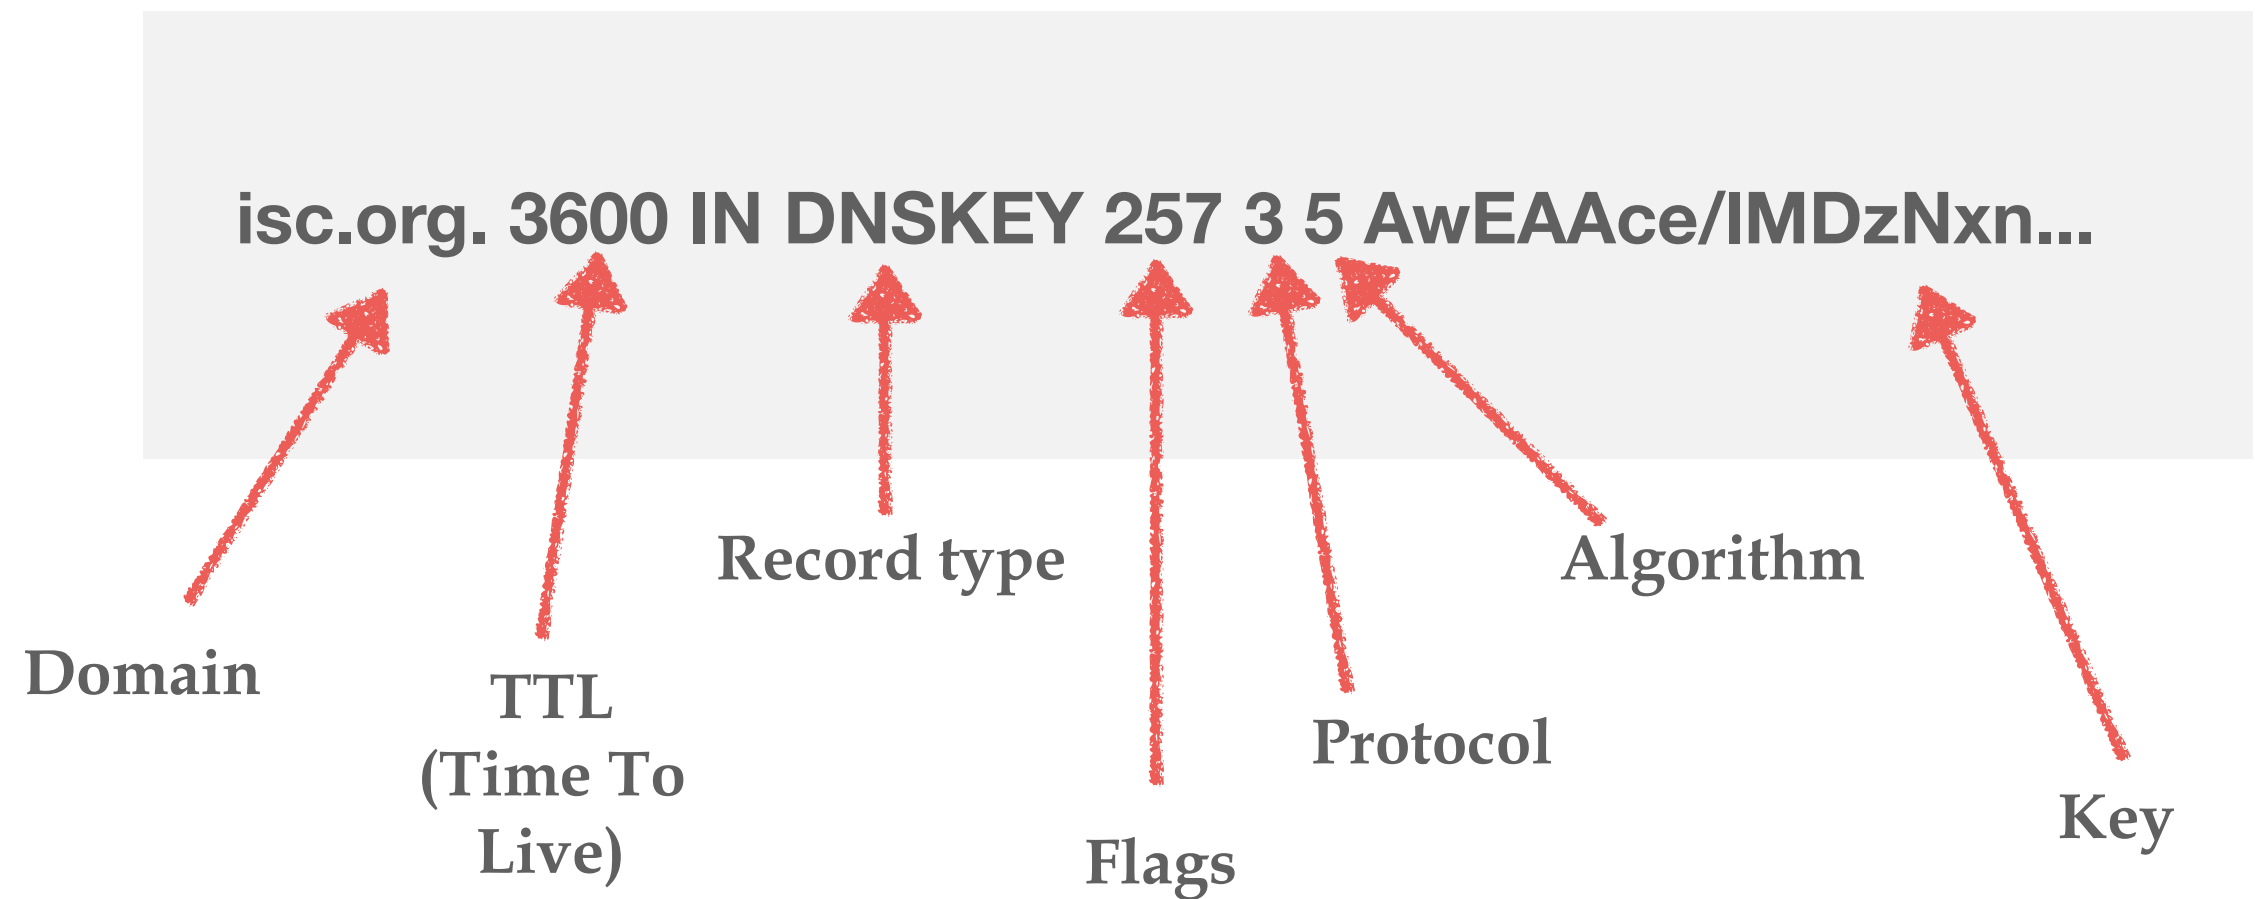 isc.org. 3600 IN DNSKEY 257 3 5 AwEAAce/IMDzNxn...
Record type
Algorithm
Domain
TTL
(Time To
Live)
Protocol
Flags
Key